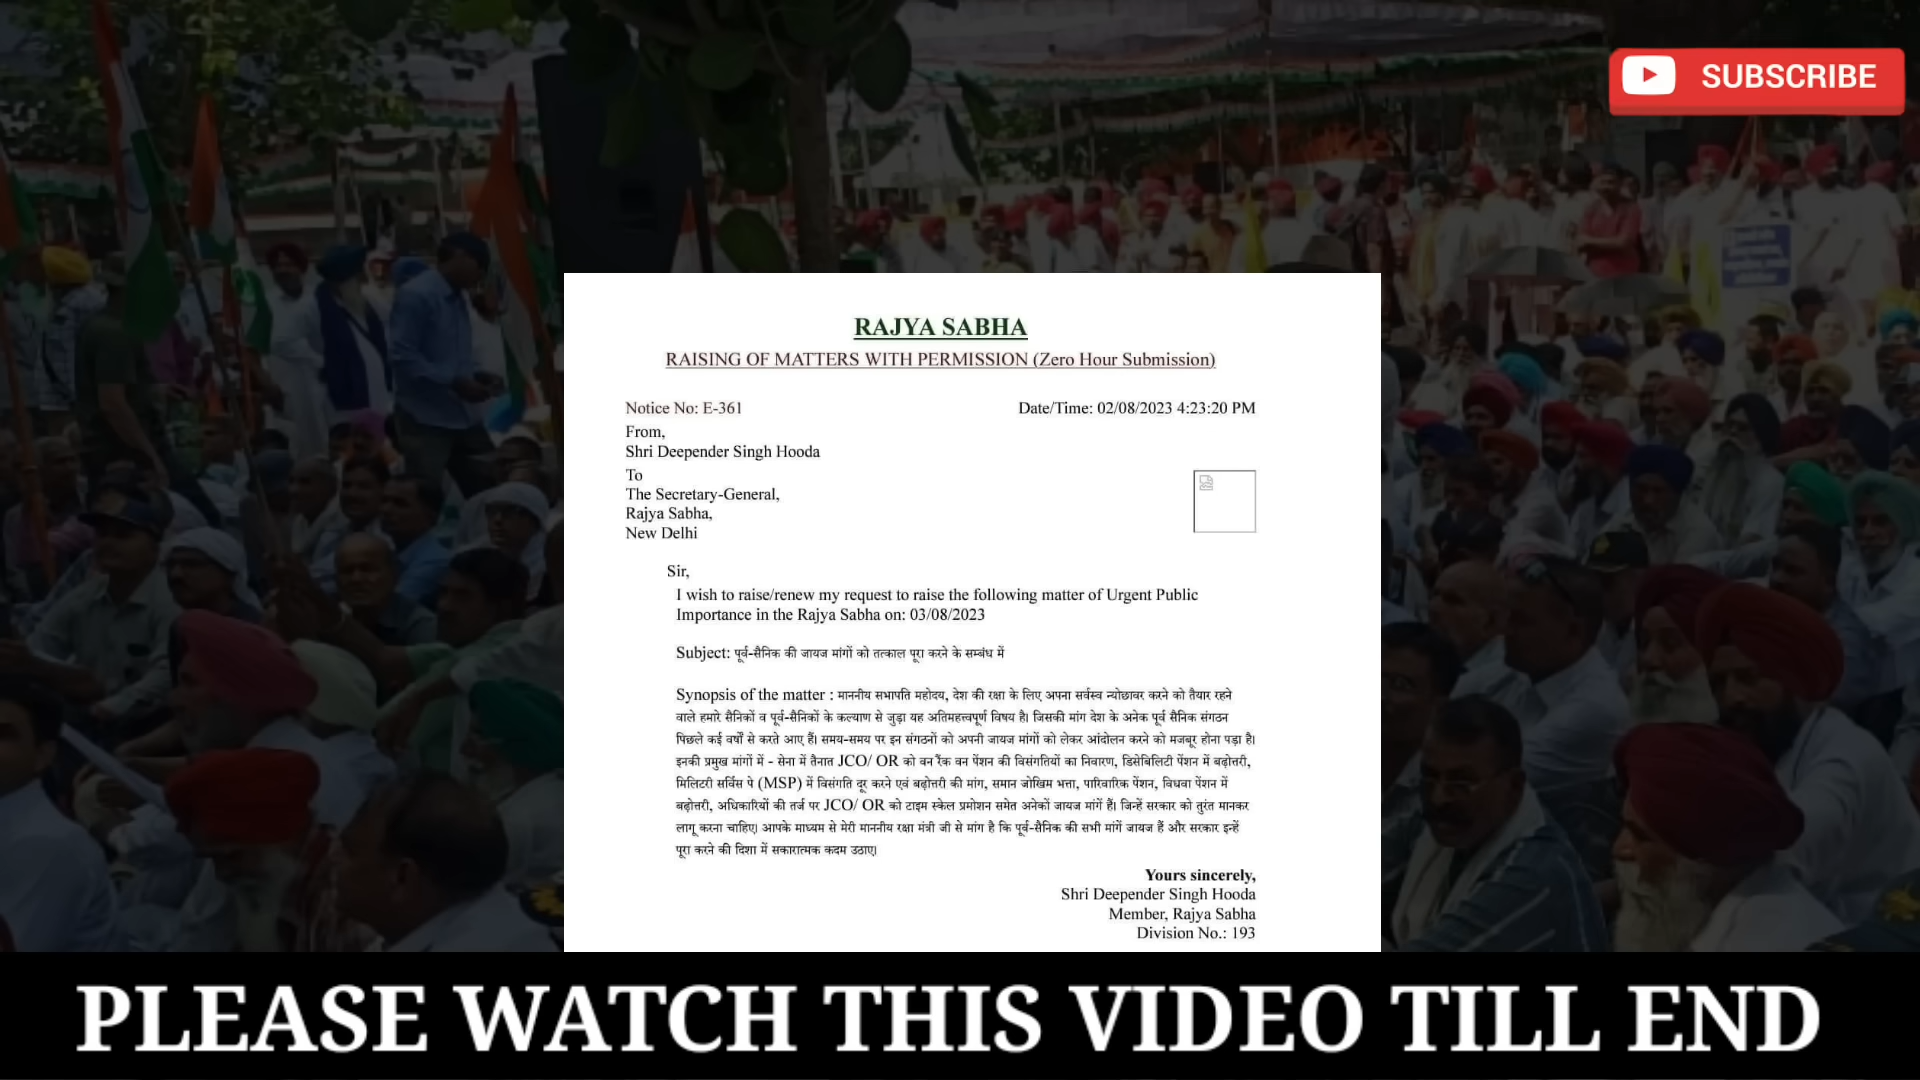 SUBSCRIBE
RAJYA SABHA
RAISING OF MATTERS WITH PERMISSION (Zero Hour Submission)
Notice No: E-361 Date/Time: 02/08/2023 4:23:20 PM
From,
Shri Deepender Singh Hooda
To
The Secretary-General,
Rajya Sabha,
New Delhi
Sir,
I wish to raise/renew my request to raise the following matter of Urgent Public
Importance in the Rajya Sabha on: 03/08/2023
Subject: पूर्व-सैनिक की जायज मांगों को तत्काल पूरा करने के सम्बंध में
Synopsis of the matter : माननीय सभापति महोदय, देश की रक्षा के लिए अपना सर्वस्व न्योछावर करने को तैयार रहने
वाले हमारे सैनिकों व पूर्व-सैनिकों के कल्याण से जुड़ा यह अतिमहत्त्वपूर्ण विषय है। जिसकी मांग देश के अनेक पूर्व सैनिक संगठन
पिछले कई वर्षों से करते आए हैं। समय-समय पर इन संगठनों को अपनी जायज मांगों को लेकर आंदोलन करने को मजबूर होना पड़ा है।
इनकी प्रमुख मांगों में - सेना में तैनात JCO/ OR को वन रैंक वन पेंशन की विसंगतियों का निवारण, डिसेबिलिटी पेंशन में बढ़ोत्तरी,
मिलिटरी सर्विस पे (MSP) में विसंगति दूर करने एवं बढ़ोत्तरी की मांग, समान जोखिम भत्ता, पारिवारिक पेंशन, विधवा पेंशन में
बढ़ोत्तरी, अधिकारियों की तर्ज पर JCO/ OR को टाइम स्केल प्रमोशन समेत अनेकों जायज मांगें हैं। जिन्हें सरकार को तुरंत मानकर
लागू करना चाहिए। आपके माध्यम से मेरी माननीय रक्षा मंत्री जी से मांग है कि पूर्व-सैनिक की सभी मांगें जायज हैं और सरकार इन्हें
पूरा करने की दिशा में सकारात्मक कदम उठाए।
Yours sincerely,
Shri Deepender Singh Hooda
Member, Rajya Sabha
Division No.: 193
PLEASE WATCH THIS VIDEO TILL END